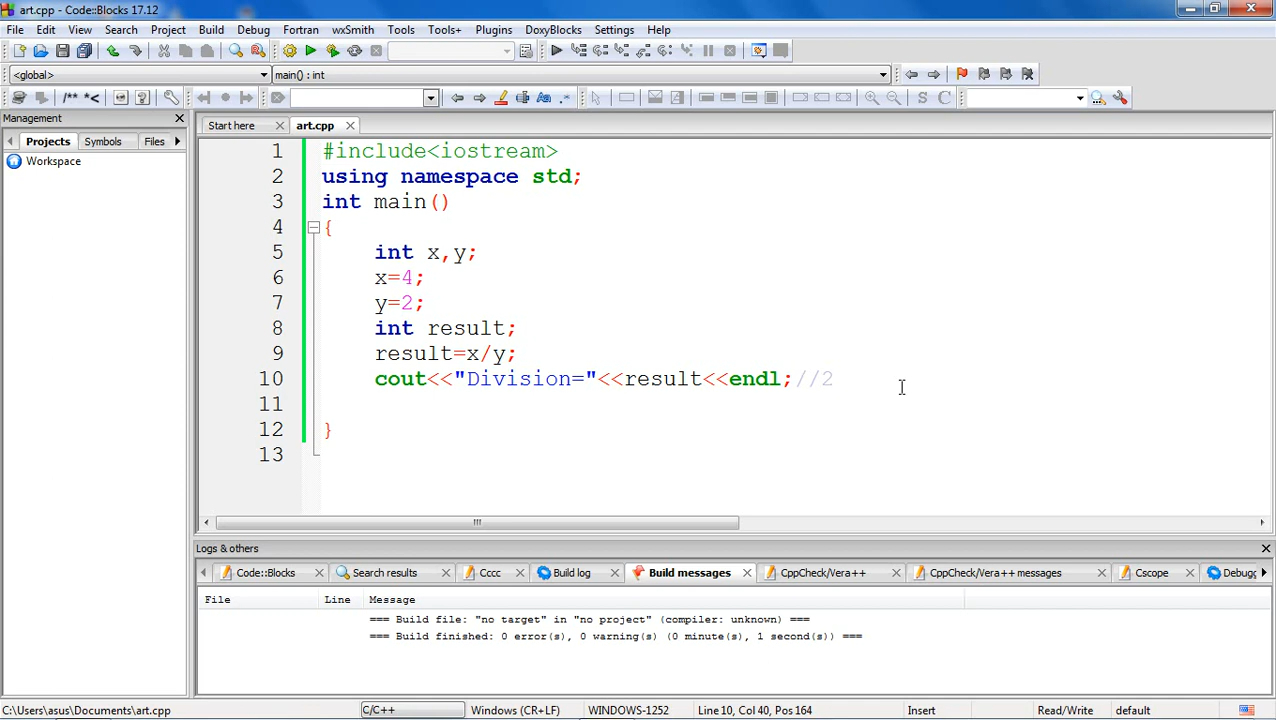 art.cpp - Code::Blocks 17.12
File Edit View Search Project Build Debug Fortran wxSmith Tools Tools+ Plugins DoxyBlocks Settings Help
<global> main() : int
/** *< Aa .* S C
Management
Projects Symbols Files
Workspace
Start here art.cpp
1 #include<iostream>
2 using namespace std;
3 int main()
4 {
5 int x,y;
6 x=4;
7 y=2;
8 int result;
9 result=x/y;
10 cout<<"Division="<<result<<endl;//2
11
12 }
13
Logs & others
Code::Blocks Search results Cccc Build log Build messages CppCheck/Vera++ CppCheck/Vera++ messages Cscope Debugg
File Line Message
=== Build file: "no target" in "no project" (compiler: unknown) ===
=== Build finished: 0 error(s), 0 warning(s) (0 minute(s), 1 second(s)) ===
C:\Users\asus\Documents\art.cpp C/C++ Windows (CR+LF) WINDOWS-1252 Line 10, Col 40, Pos 164 Insert Read/Write default